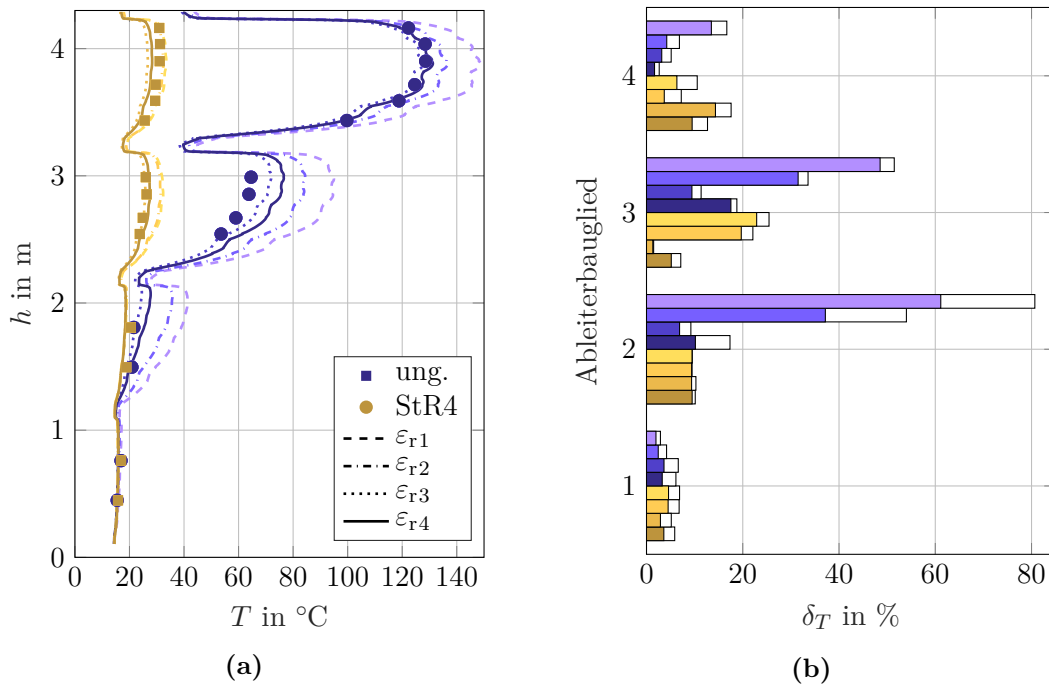 4
3
2
1
0
h in m
0
20
40
60
80
100
120
140
T in °C
ung.
StR4
εr1
εr2
εr3
εr4
(a)
4
3
2
1
Ableiterbauglied
0
20
40
60
80
δT in %
(b)